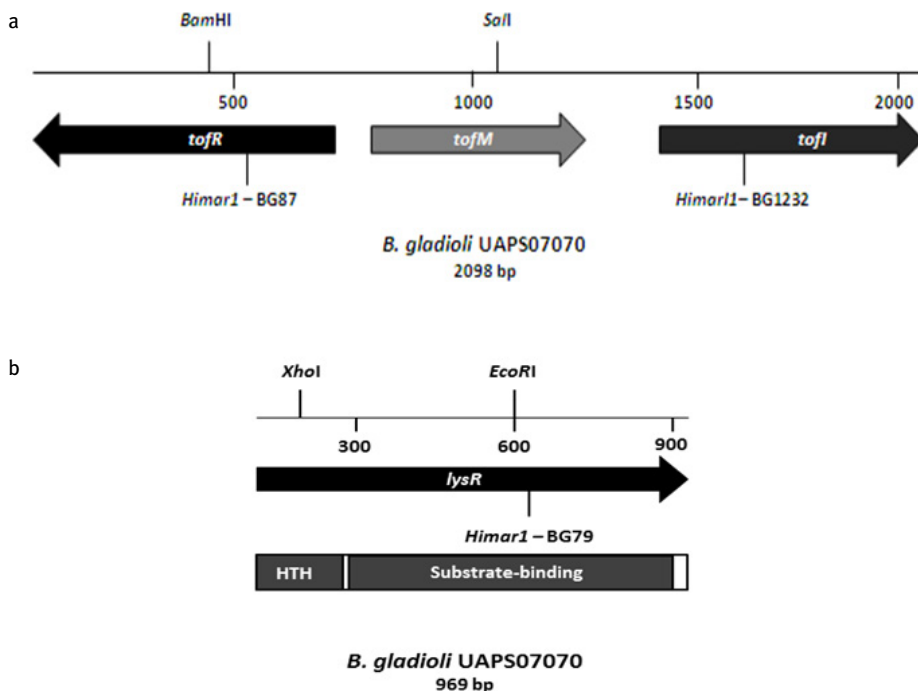 a
BamHI SalI
500 1000 1500 2000
tofR tofM tofI
Himar1 – BG87 HimarI1– BG1232
B. gladioli UAPS07070
2098 bp
b
XhoI EcoRI
300 600 900
lysR
Himar1 – BG79
HTH Substrate-binding
B. gladioli UAPS07070
969 bp